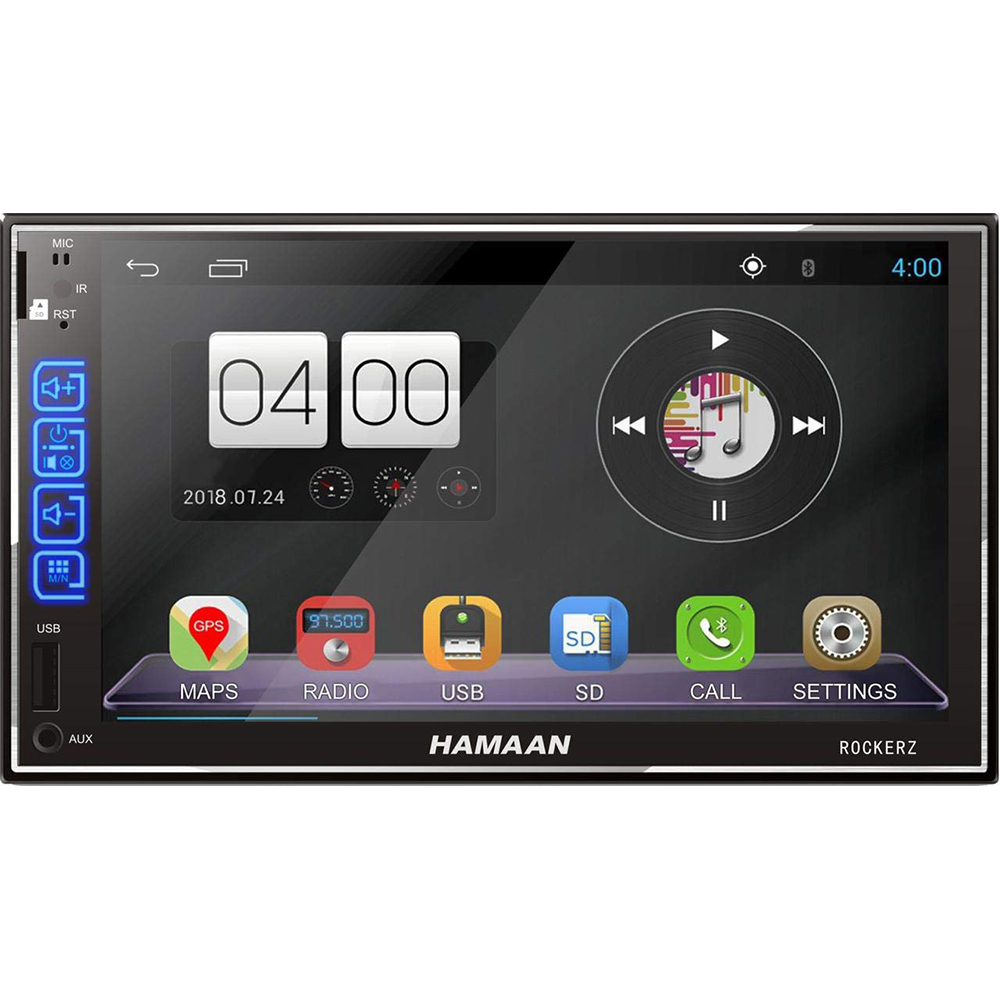 MIC
4:00
IR
SD
RST
04 00
2018.07.24
M/N
GPS
97.500
SD
USB
MAPS RADIO USB SD CALL SETTINGS
AUX
HAMAAN
ROCKERZ